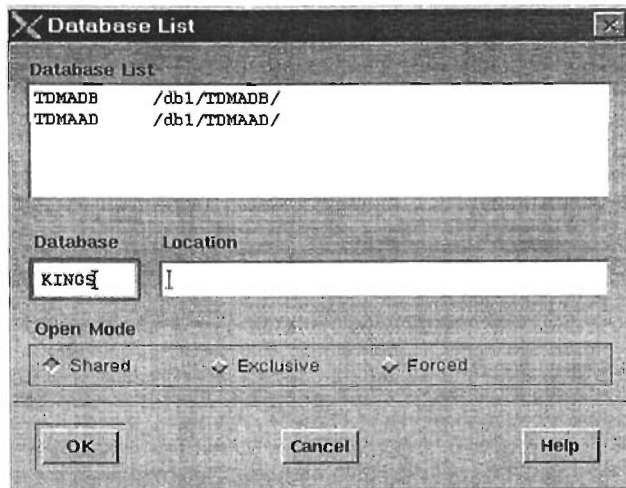 Database List
Database List
TDMADB /db1/TDMADB/
TDMAAD /db1/TDMAAD/
Database Location
KINGS
Open Mode
Shared Exclusive Forced
OK Cancel Help